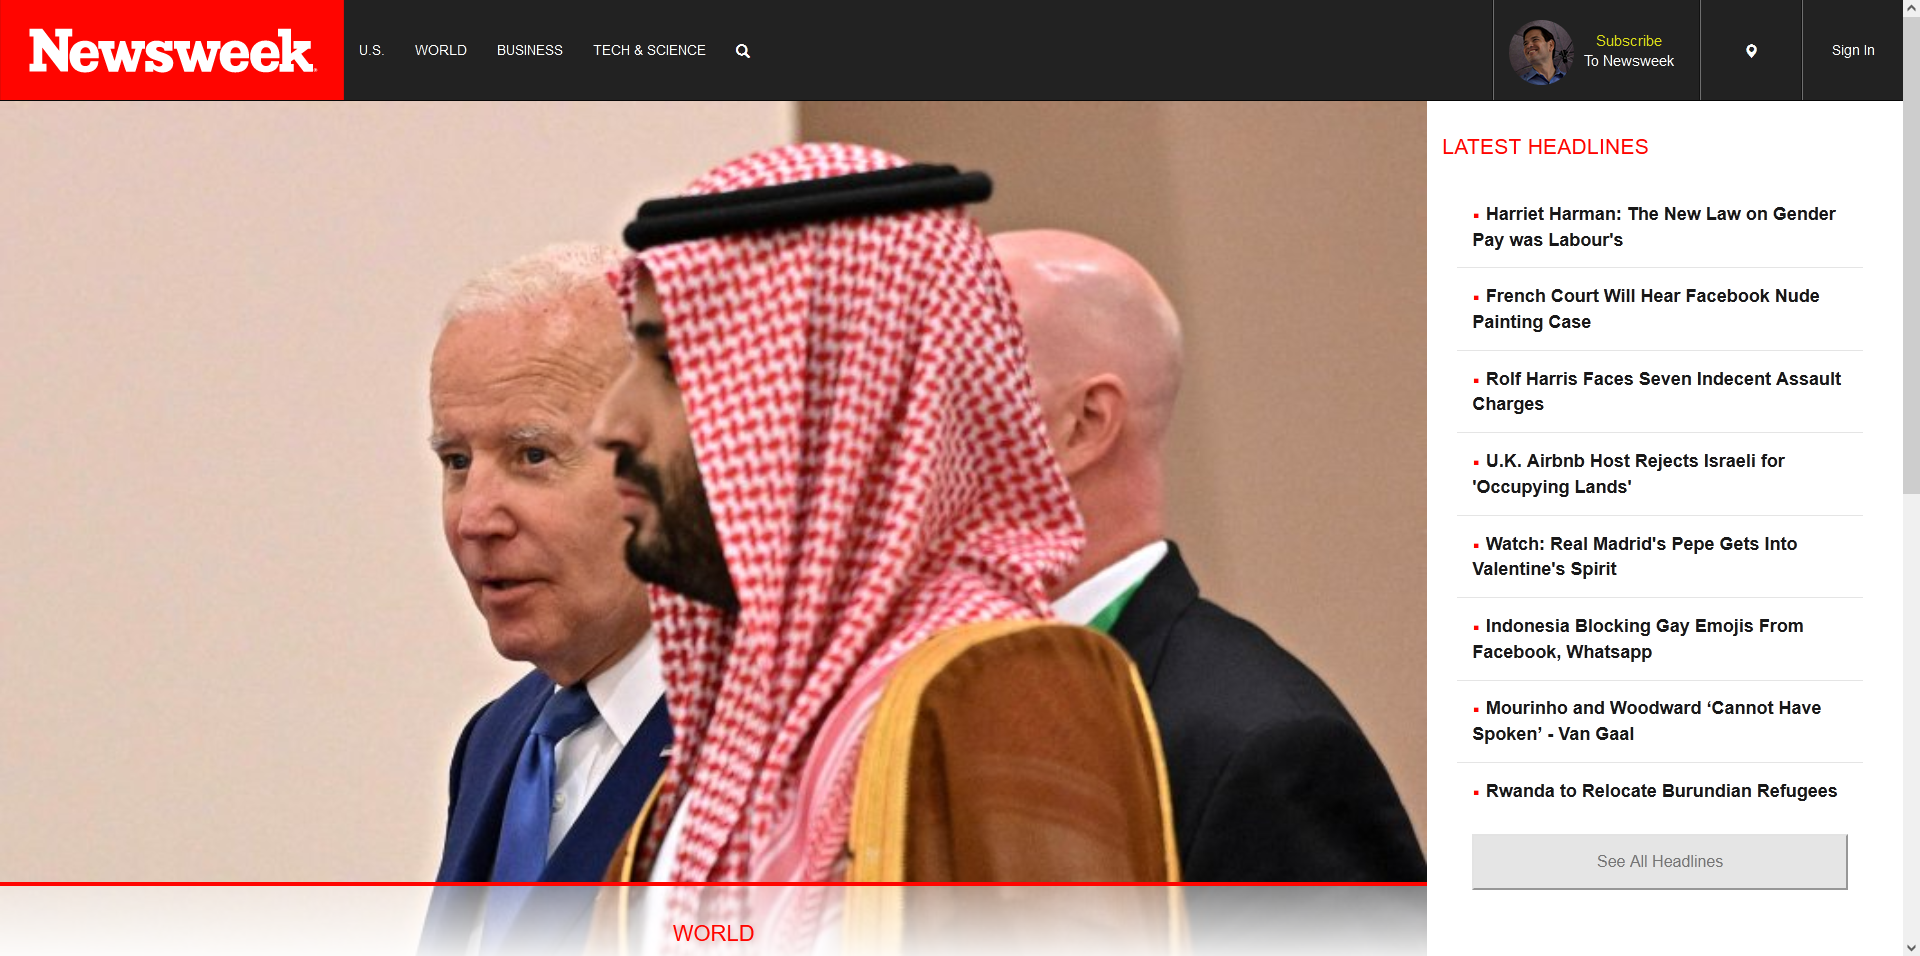 Newsweek
U.S.
WORLD
BUSINESS
TECH & SCIENCE
Subscribe
To Newsweek
Sign In
WORLD
LATEST HEADLINES
Harriet Harman: The New Law on Gender
Pay was Labour's
French Court Will Hear Facebook Nude
Painting Case
Rolf Harris Faces Seven Indecent Assault
Charges
U.K. Airbnb Host Rejects Israeli for
'Occupying Lands'
Watch: Real Madrid's Pepe Gets Into
Valentine's Spirit
Indonesia Blocking Gay Emojis From
Facebook, Whatsapp
Mourinho and Woodward ‘Cannot Have
Spoken’ - Van Gaal
Rwanda to Relocate Burundian Refugees
See All Headlines